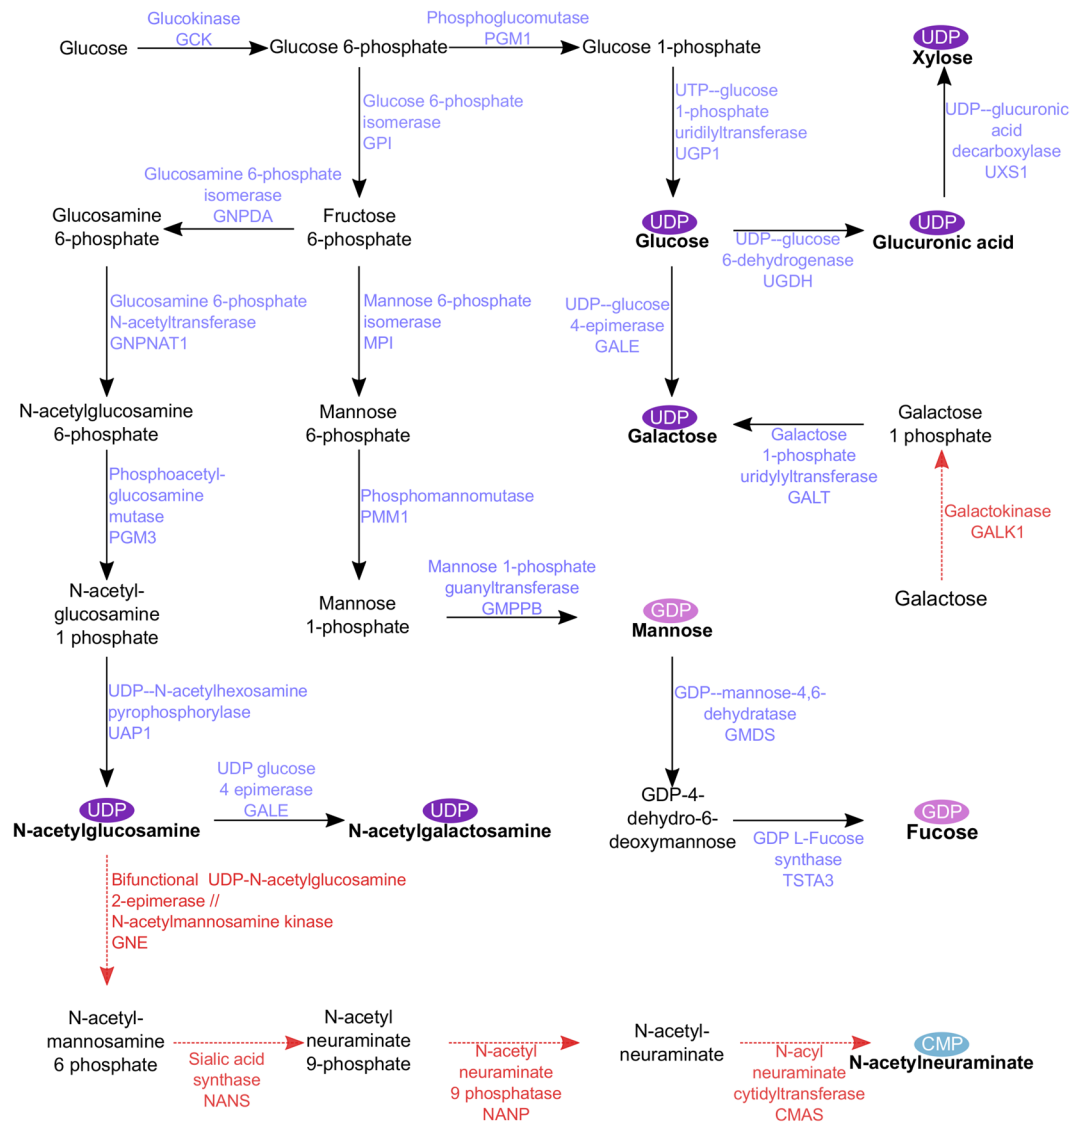 Glucose
Glucokinase
GCK
Glucose 6-phosphate
Phosphoglucomutase
PGM1
Glucose 1-phosphate
UDP
Xylose
Glucose 6-phosphate
isomerase
GPI
UTP--glucose
1-phosphate
uridilyltransferase
UGP1
UDP--glucuronic
acid
decarboxylase
UXS1
Glucosamine 6-phosphate
isomerase
GNPDA
Glucosamine
6-phosphate
Fructose
6-phosphate
UDP
Glucose
UDP--glucose
6-dehydrogenase
UGDH
UDP
Glucuronic acid
Glucosamine 6-phosphate
N-acetyltransferase
GNPNAT1
Mannose 6-phosphate
isomerase
MPI
UDP--glucose
4-epimerase
GALE
N-acetylglucosamine
6-phosphate
Mannose
6-phosphate
UDP
Galactose
Galactose
1-phosphate
uridylyltransferase
GALT
Galactose
1 phosphate
Phosphoacetyl-
glucosamine
mutase
PGM3
Phosphomannomutase
PMM1
Galactokinase
GALK1
N-acetyl-
glucosamine
1 phosphate
Mannose
1-phosphate
Mannose 1-phosphate
guanyltransferase
GMPPB
GDP
Mannose
Galactose
UDP--N-acetylhexosamine
pyrophosphorylase
UAP1
GDP--mannose-4,6-
dehydratase
GMDS
UDP
N-acetylglucosamine
UDP glucose
4 epimerase
GALE
UDP
N-acetylgalactosamine
GDP-4-
dehydro-6-
deoxymannose
GDP L-Fucose
synthase
TSTA3
GDP
Fucose
Bifunctional UDP-N-acetylglucosamine
2-epimerase //
N-acetylmannosamine kinase
GNE
N-acetyl-
mannosamine
6 phosphate
Sialic acid
synthase
NANS
N-acetyl
neuraminate
9-phosphate
N-acetyl
neuraminate
9 phosphatase
NANP
N-acetyl-
neuraminate
N-acyl
neuraminate
cytidyltransferase
CMAS
CMP
N-acetylneuraminate